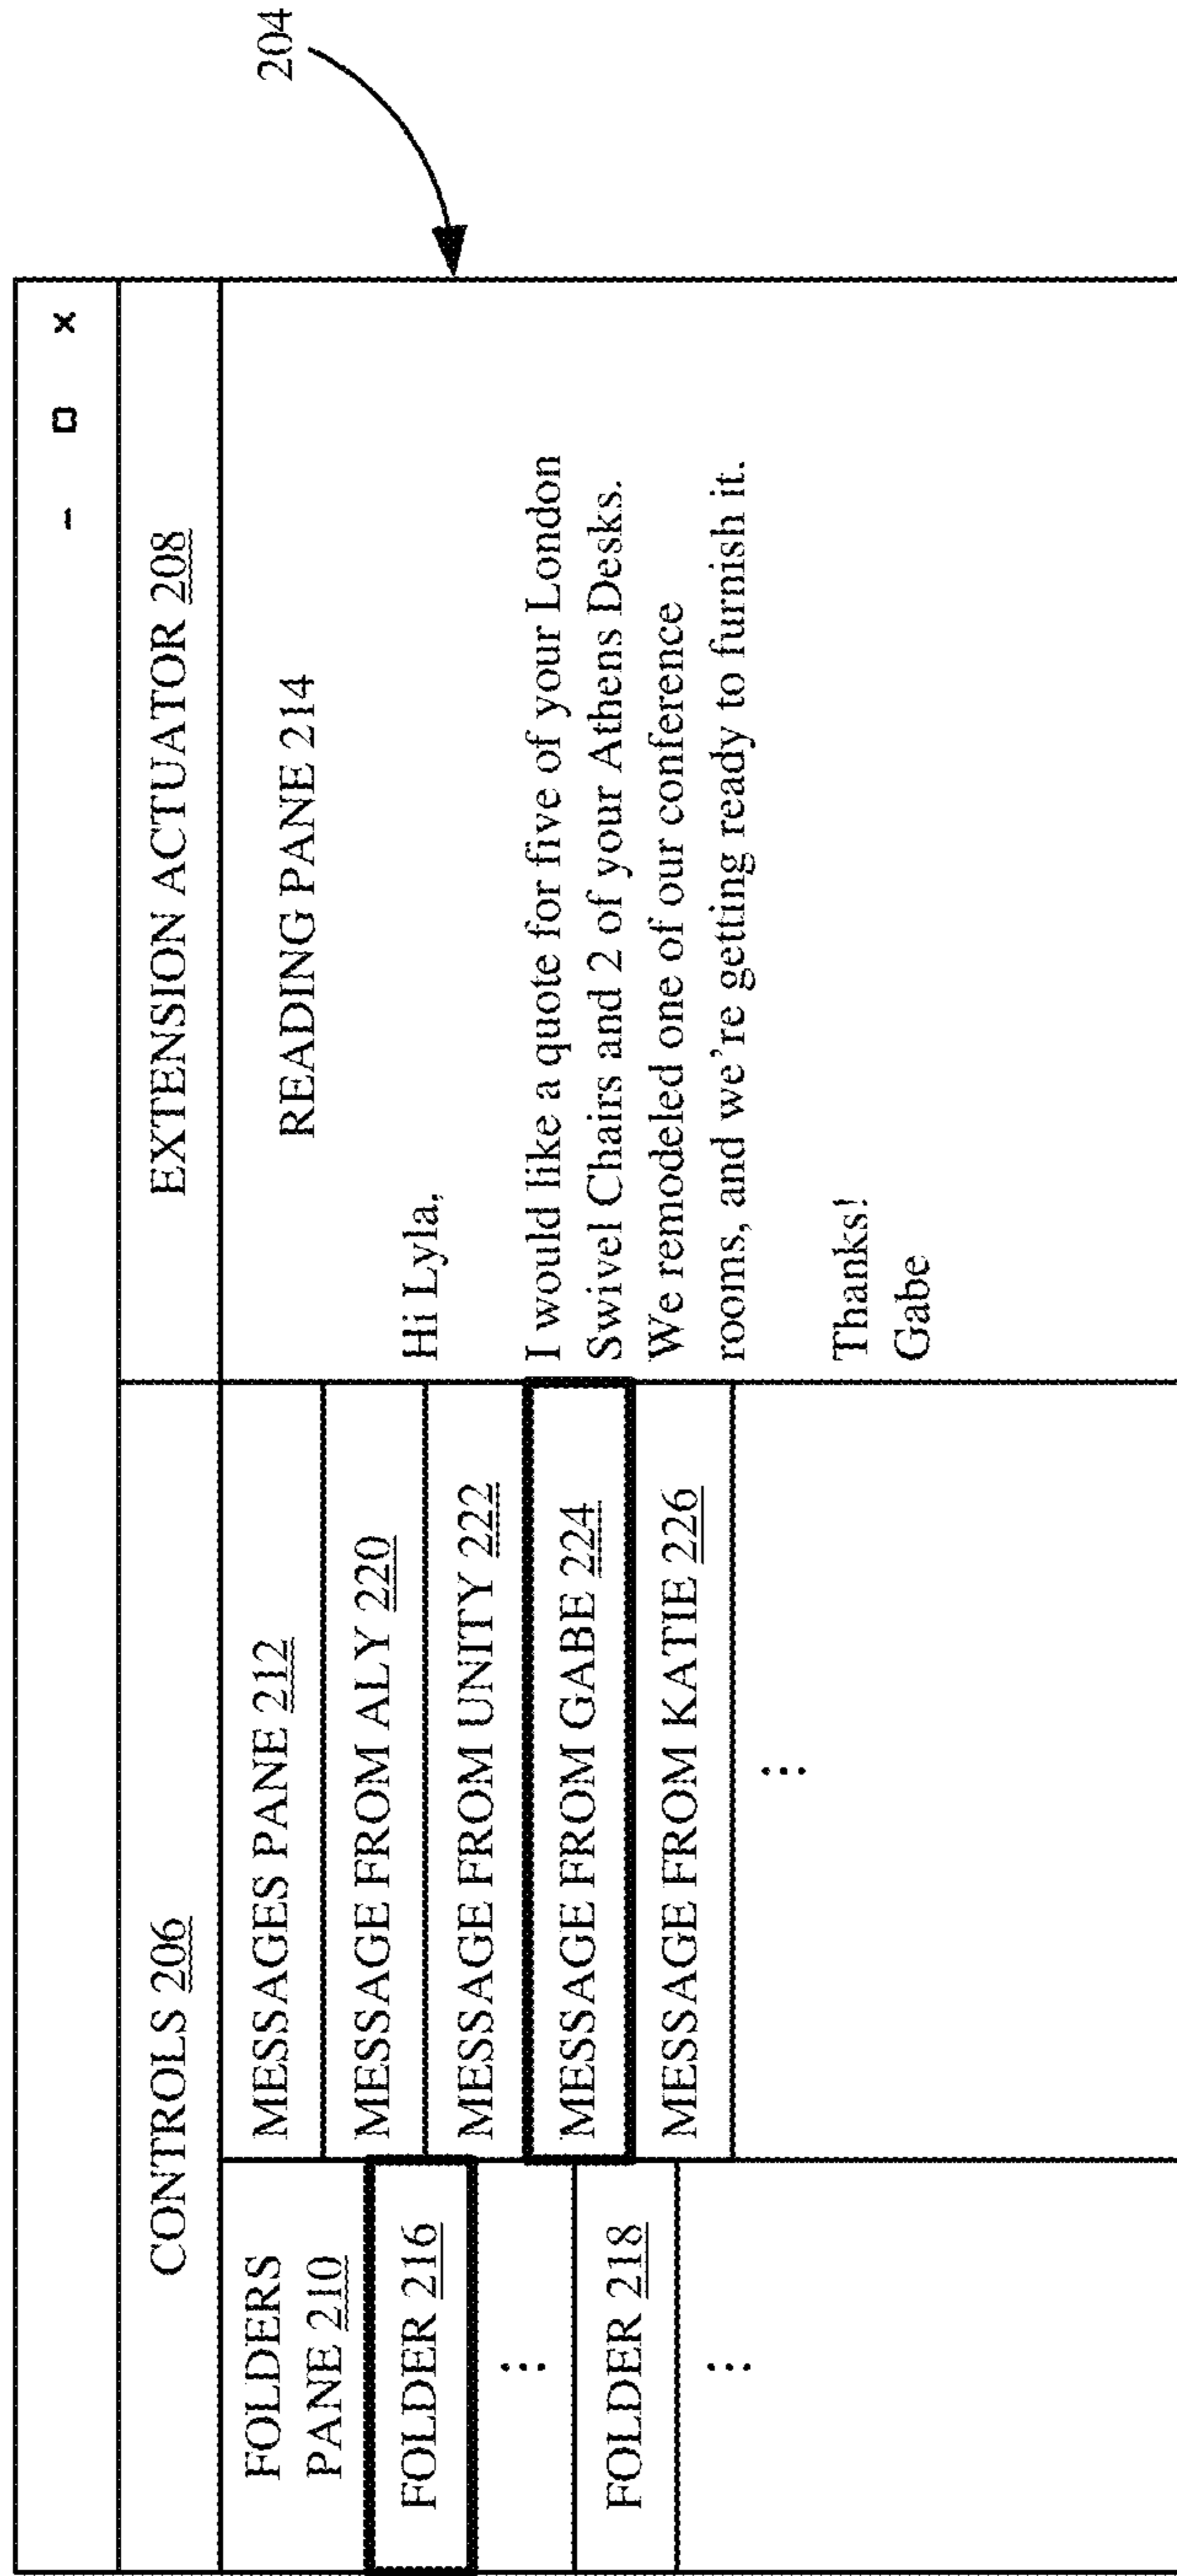 204
– □ x
CONTROLS 206
EXTENSION ACTUATOR 208
FOLDERS
PANE 210
FOLDER 216
⋮
FOLDER 218
⋮
MESSAGES PANE 212
MESSAGE FROM ALY 220
MESSAGE FROM UNITY 222
MESSAGE FROM GABE 224
MESSAGE FROM KATIE 226
⋮
READING PANE 214
Hi Lyla,
I would like a quote for five of your London
Swivel Chairs and 2 of your Athens Desks.
We remodeled one of our conference
rooms, and we're getting ready to furnish it.
Thanks!
Gabe